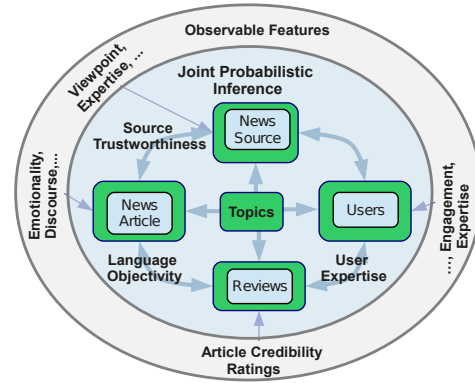 Observable Features
Viewpoint,
Expertise, ...
Joint Probabilistic
Inference
News
Source
Source
Trustworthiness
Emotionality,
Discourse,...
News
Article
Topics
Users
..., Engagement,
Expertise
Language
Objectivity
User
Expertise
Reviews
Article Credibility
Ratings